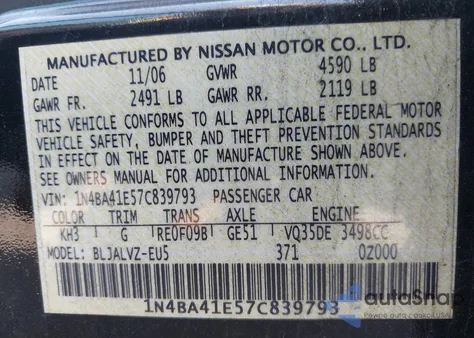 MANUFACTURED BY NISSAN MOTOR CO., LTD.
DATE 11/06 GVWR 4590 LB
GAWR FR. 2491 LB GAWR RR. 2119 LB
THIS VEHICLE CONFORMS TO ALL APPLICABLE FEDERAL MOTOR
VEHICLE SAFETY, BUMPER AND THEFT PREVENTION STANDARDS
IN EFFECT ON THE DATE OF MANUFACTURE SHOWN ABOVE.
SEE OWNERS MANUAL FOR ADDITIONAL INFORMATION.
VIN: 1N4BA41E57C839793 PASSENGER CAR
COLOR TRIM TRANS AXLE ENGINE
KH3 G RE0F09B GE51 VQ35DE 3498CC
MODEL: BLJALVZ-EU5 371 0Z000
1N4BA41E57C839793
autoSnap